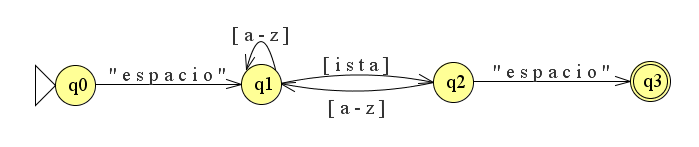 [a-z]
"espacio" [ista] "espacio"
q0 q1 q2 q3
[a-z]